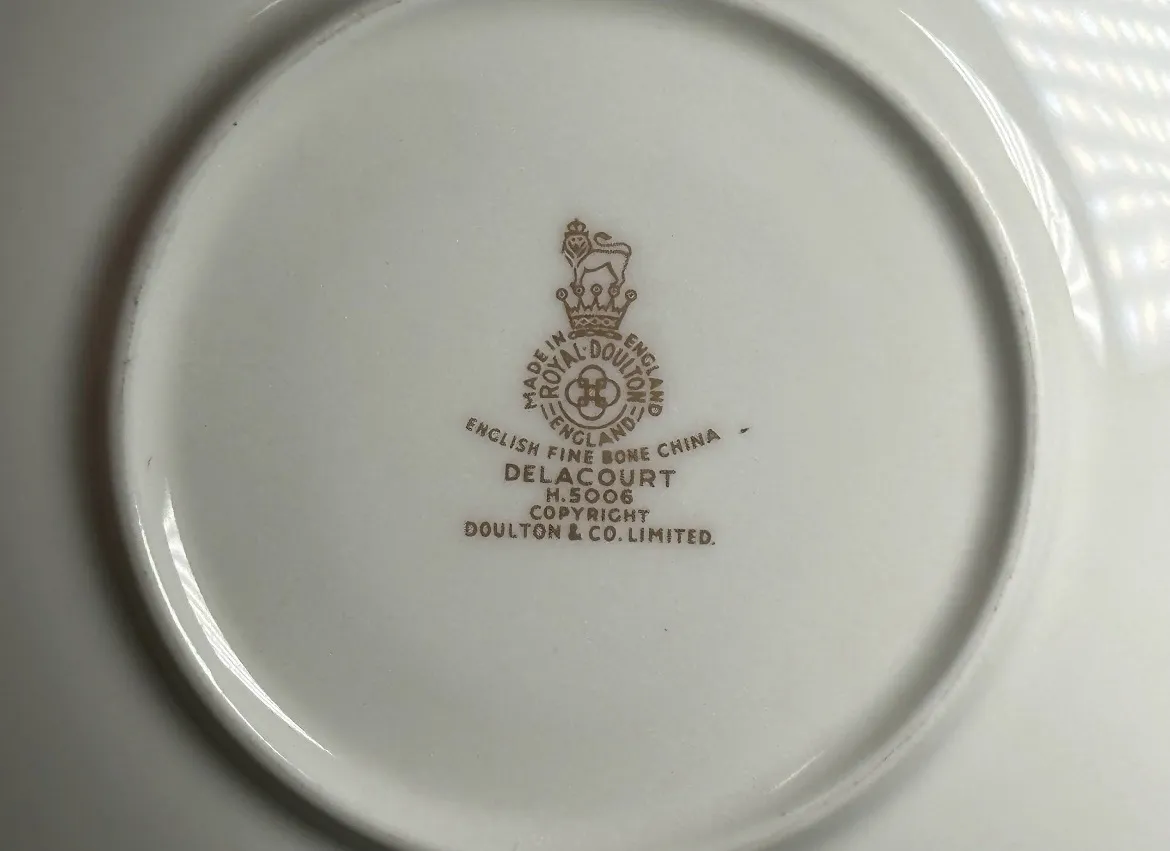 MADE IN ENGLAND
ROYAL·DOULTON
ENGLAND
ENGLISH FINE BONE CHINA
DELACOURT
H.5006
COPYRIGHT
DOULTON & CO. LIMITED.